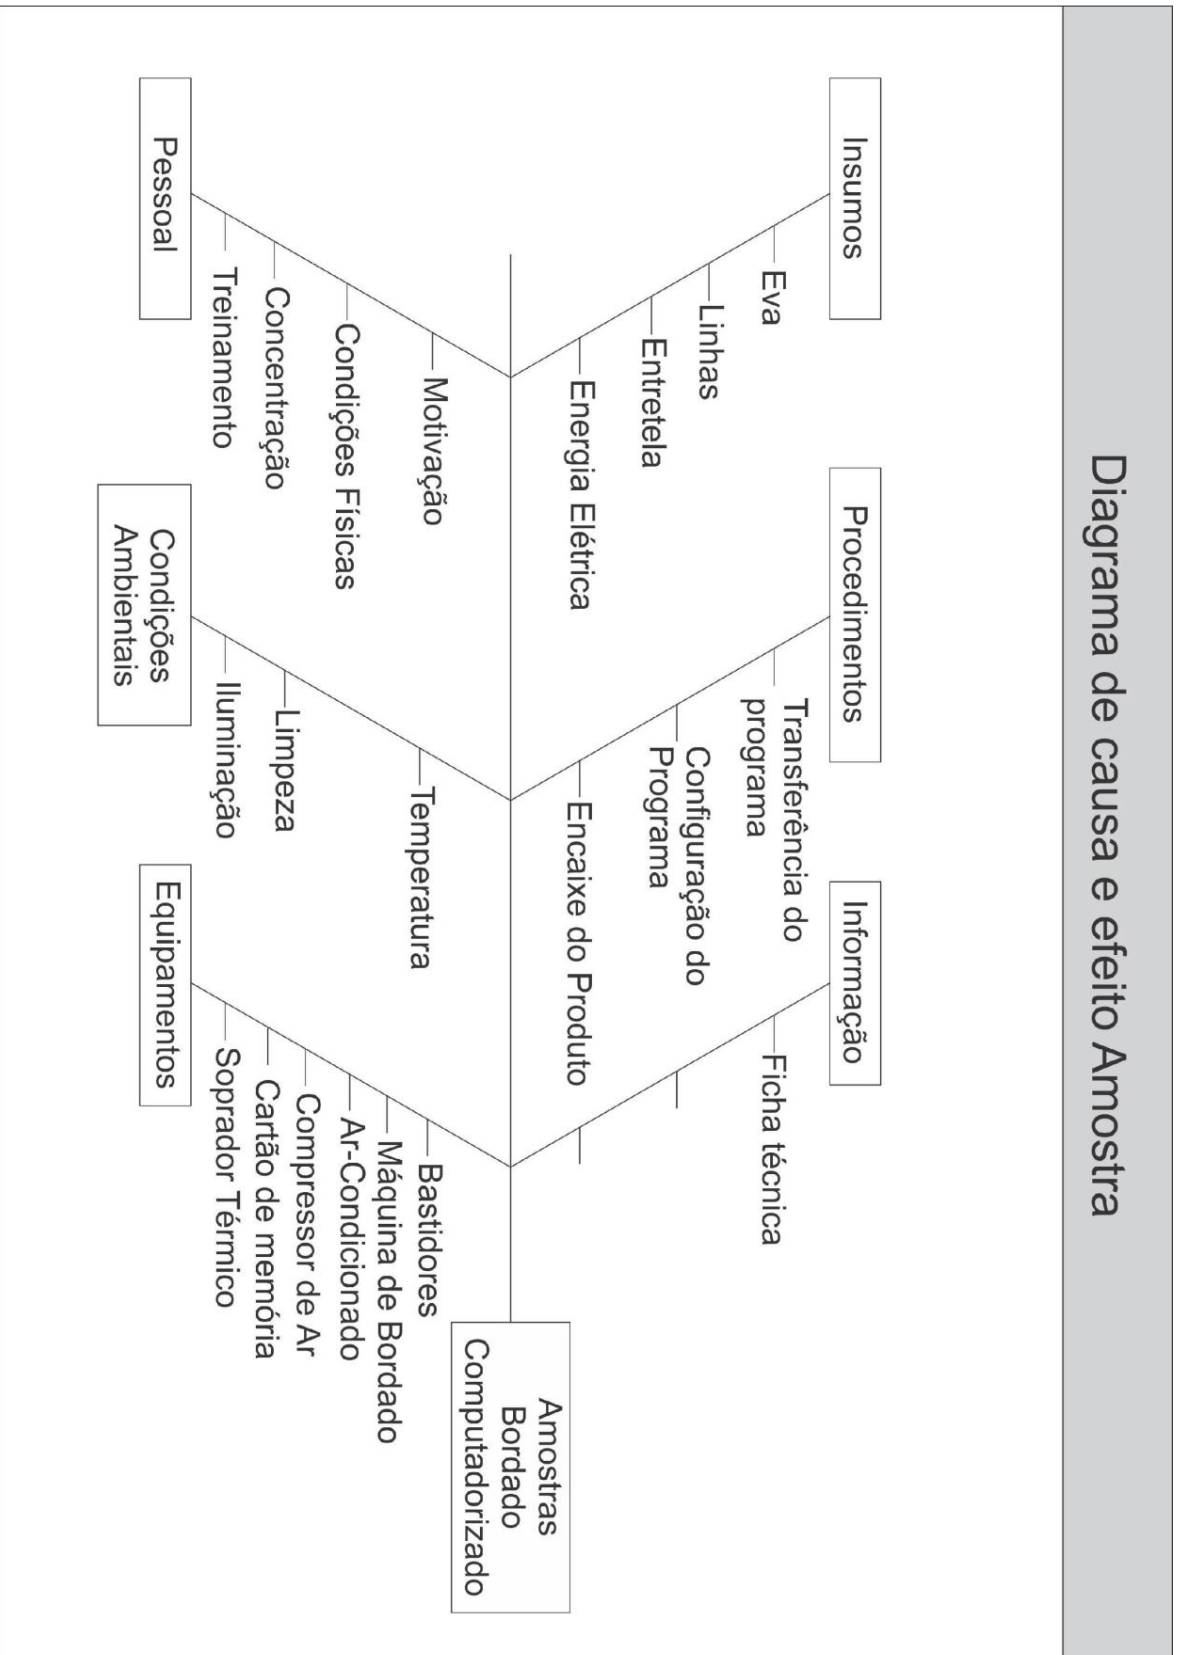 Diagrama de causa e efeito Amostra
Insumos
Eva
Linhas
Entretela
Energia Elétrica
Procedimentos
Transferência do
programa
Configuração do
Programa
Encaixe do Produto
Informação
Ficha técnica
Amostras
Bordado
Computadorizado
Pessoal
Motivação
Condições Físicas
Concentração
Treinamento
Condições
Ambientais
Temperatura
Limpeza
Iluminação
Equipamentos
Bastidores
Máquina de Bordado
Ar-Condicionado
Compressor de Ar
Cartão de memória
Soprador Térmico